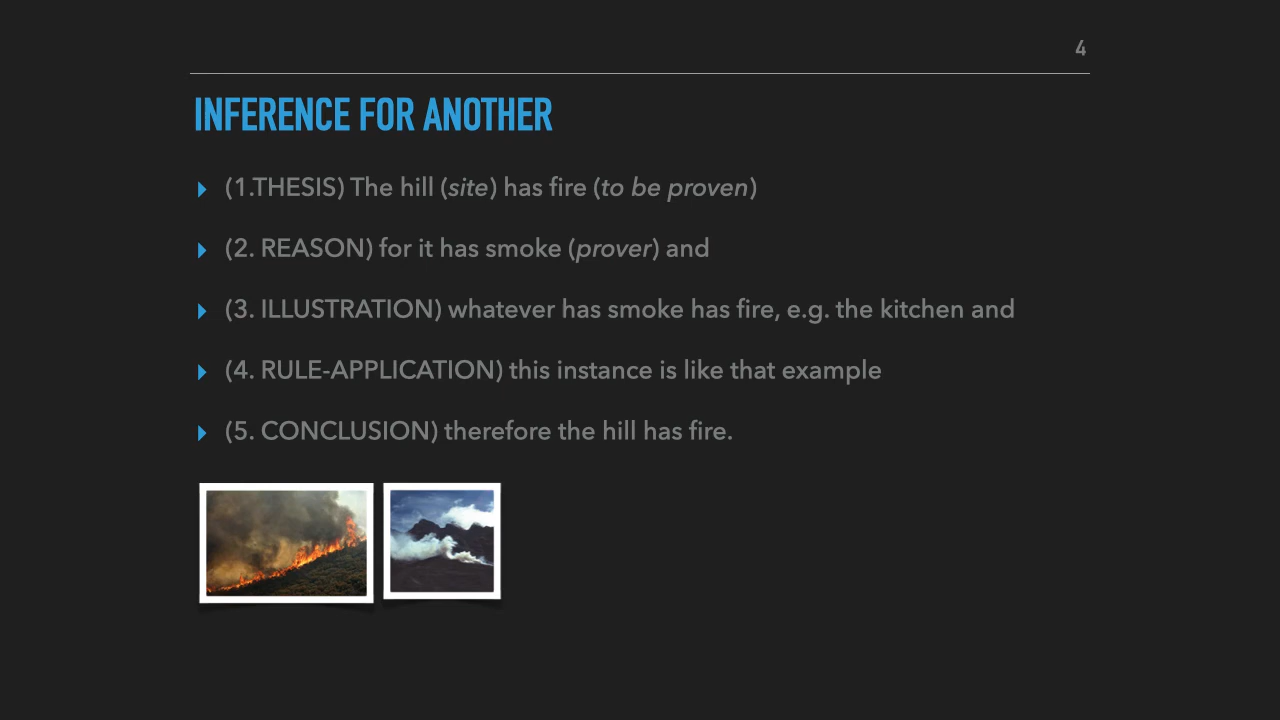 4
INFERENCE FOR ANOTHER
(1.THESIS) The hill (site) has fire (to be proven)
(2. REASON) for it has smoke (prover) and
(3. ILLUSTRATION) whatever has smoke has fire, e.g. the kitchen and
(4. RULE-APPLICATION) this instance is like that example
(5. CONCLUSION) therefore the hill has fire.